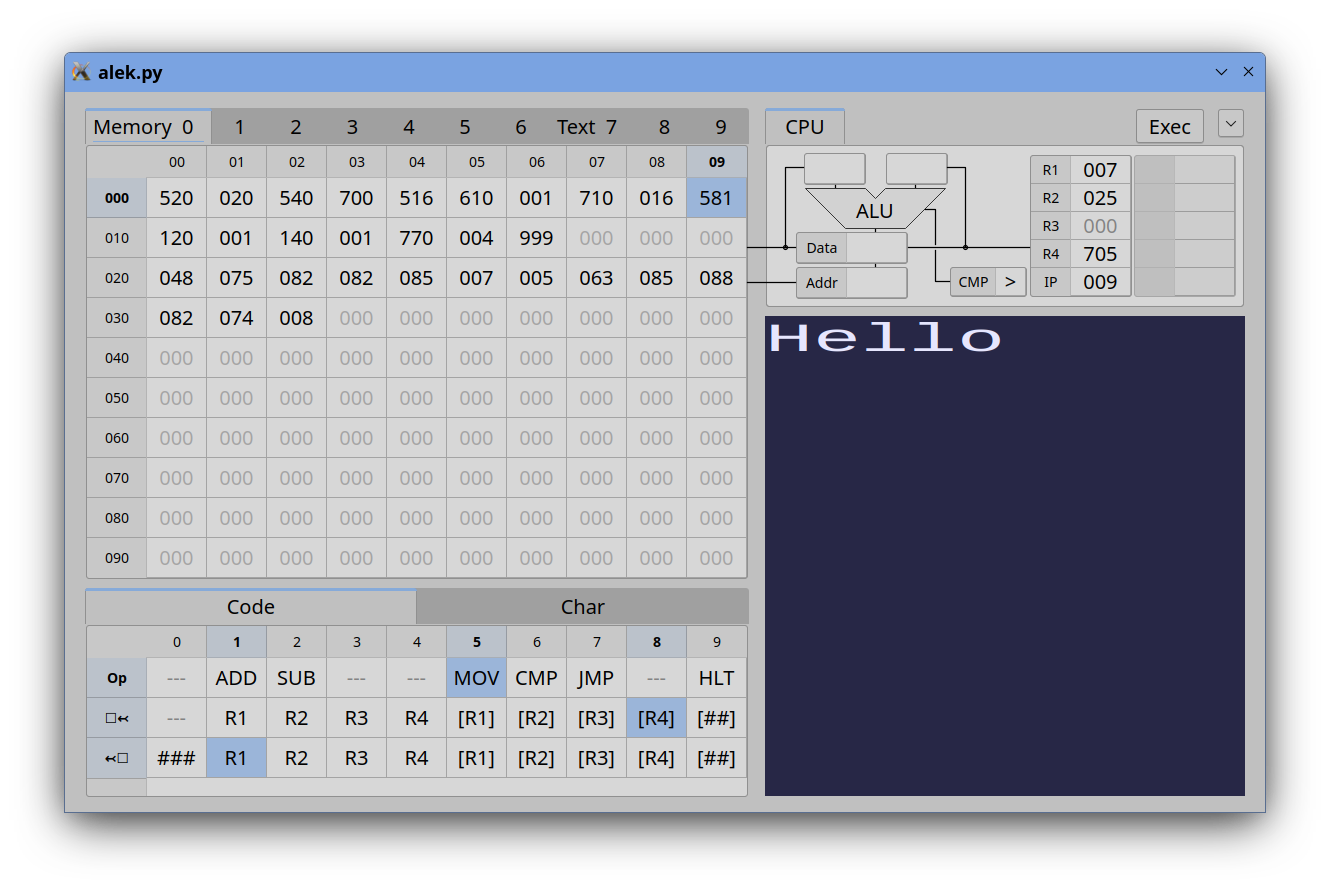 alek.py
Memory 0 1 2 3 4 5 6 Text 7 8 9
00 01 02 03 04 05 06 07 08 09
000 520 020 540 700 516 610 001 710 016 581
010 120 001 140 001 770 004 999 000 000 000
020 048 075 082 082 085 007 005 063 085 088
030 082 074 008 000 000 000 000 000 000 000
040 000 000 000 000 000 000 000 000 000 000
050 000 000 000 000 000 000 000 000 000 000
060 000 000 000 000 000 000 000 000 000 000
070 000 000 000 000 000 000 000 000 000 000
080 000 000 000 000 000 000 000 000 000 000
090 000 000 000 000 000 000 000 000 000 000
Code Char
0 1 2 3 4 5 6 7 8 9
Op --- ADD SUB --- --- MOV CMP JMP --- HLT
□↢ --- R1 R2 R3 R4 [R1] [R2] [R3] [R4] [##]
↢□ ### R1 R2 R3 R4 [R1] [R2] [R3] [R4] [##]
CPU Exec
ALU
Data
Addr
CMP >
R1 007
R2 025
R3 000
R4 705
IP 009
Hello